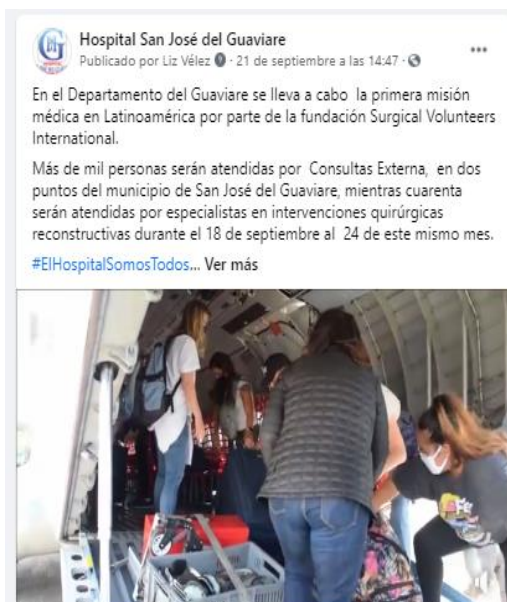 Hospital San José del Guaviare
Publicado por Liz Vélez · 21 de septiembre a las 14:47 ·
En el Departamento del Guaviare se lleva a cabo la primera misión
médica en Latinoamérica por parte de la fundación Surgical Volunteers
International.
Más de mil personas serán atendidas por Consultas Externa, en dos
puntos del municipio de San José del Guaviare, mientras cuarenta
serán atendidas por especialistas en intervenciones quirúrgicas
reconstructivas durante el 18 de septiembre al 24 de este mismo mes.
#ElHospitalSomosTodos... Ver más